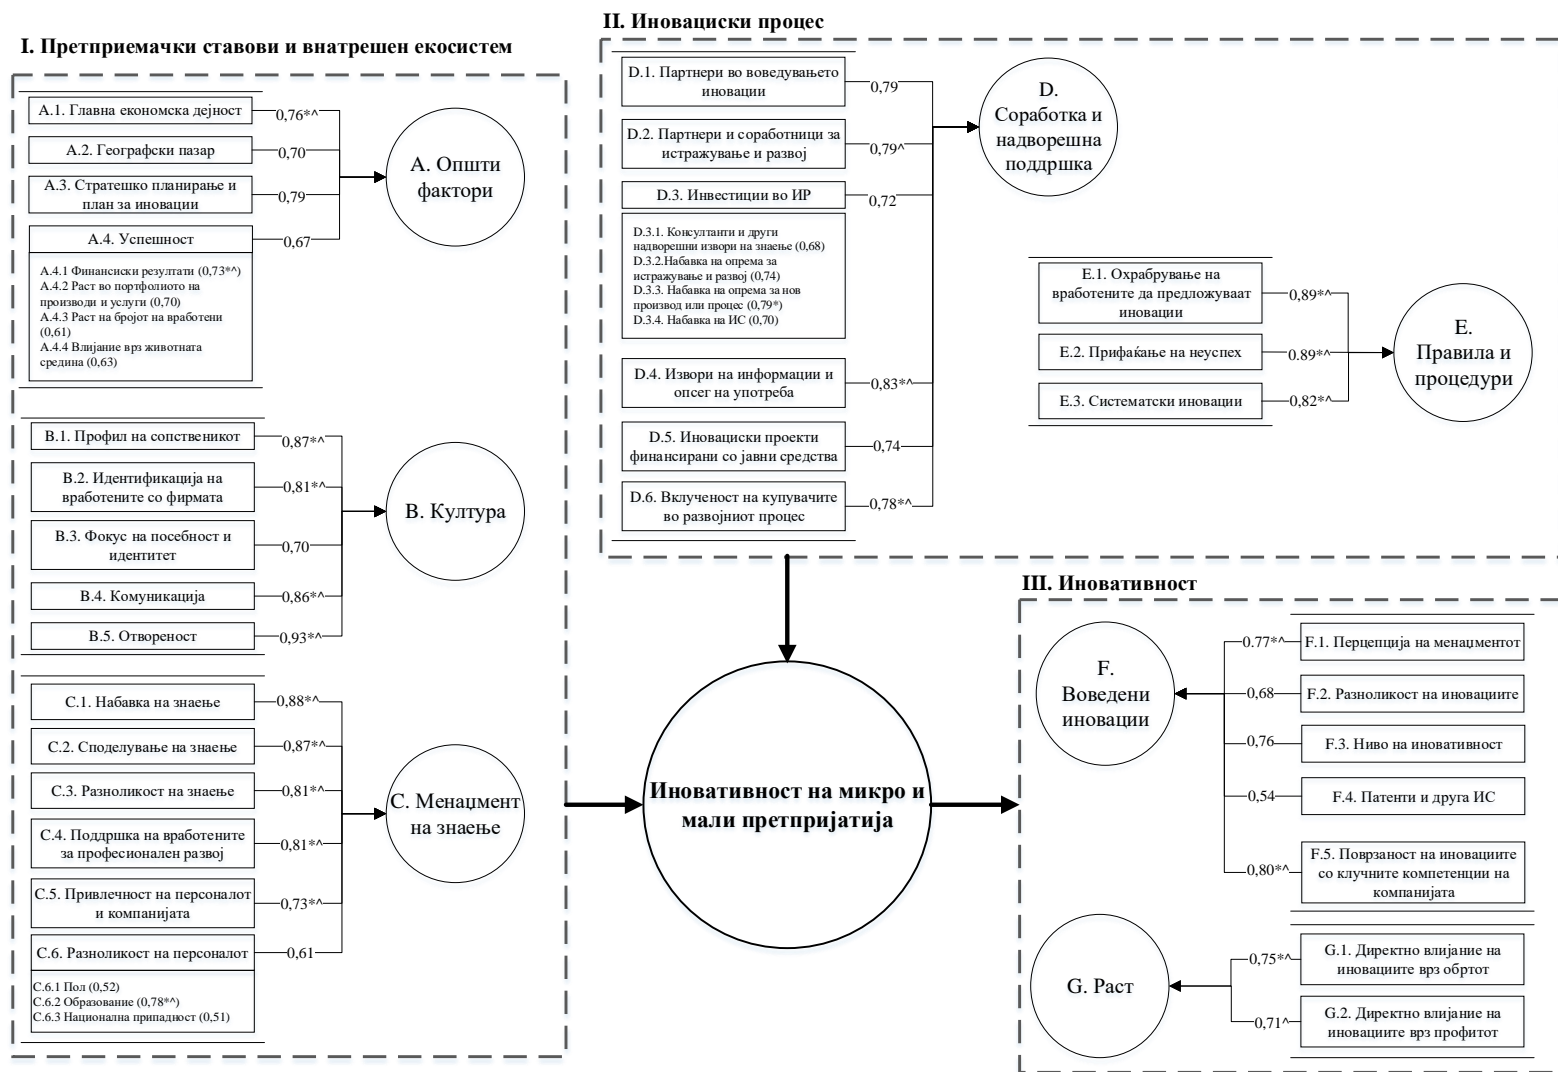 I. Претприемачки ставови и внатрешен екосистем
A.1. Главна економска дејност
0,76*^
A.2. Географски пазар
0,70
A.3. Стратешко планирање и
план за иновации
0,79
A.4. Успешност
0,67
A.4.1 Финансиски резултати (0,73*^)
A.4.2 Раст во портфолиото на
производи и услуги (0,70)
A.4.3 Раст на бројот на вработени
(0,61)
A.4.4 Влијание врз животната
средина (0,63)
A. Општи
фактори
B.1. Профил на сопственикот
0,87*^
B.2. Идентификација на
вработените со фирмата
0,81*^
B.3. Фокус на посебност и
идентитет
0,70
B.4. Комуникација
0,86*^
B.5. Отвореност
0,93*^
B. Култура
C.1. Набавка на знаење
0,88*^
C.2. Споделување на знаење
0,87*^
C.3. Разноликост на знаење
0,81*^
C.4. Поддршка на вработените
за професионален развој
0,81*^
C.5. Привлечност на персоналот
и компанијата
0,73*^
C.6. Разноликост на персоналот
0,61
C.6.1 Пол (0,52)
C.6.2 Образование (0,78*^)
C.6.3 Национална припадност (0,51)
C. Менаџмент
на знаење
II. Иновациски процес
D.1. Партнери во воведувањето
иновации
0,79
D.2. Партнери и соработници за
истражување и развој
0,79^
D.3. Инвестиции во ИР
0,72
D.3.1. Консултанти и други
надворешни извори на знаење (0,68)
D.3.2.Набавка на опрема за
истражување и развој (0,74)
D.3.3. Набавка на опрема за нов
производ или процес (0,79*)
D.3.4. Набавка на ИС (0,70)
D.4. Извори на информации и
опсег на употреба
0,83*^
D.5. Иновациски проекти
финансирани со јавни средства
0,74
D.6. Вклученост на купувачите
во развојниот процес
0,78*^
D.
Соработка и
надворешна
поддршка
E.1. Охрабрување на
вработените да предложуваат
иновации
0,89*^
E.2. Прифаќање на неуспех
0.89*^
E.3. Систематски иновации
0,82*^
E.
Правила и
процедури
Иновативност на микро и
мали претпријатија
III. Иновативност
F.
Воведени
иновации
0.77*^
F.1. Перцепција на менаџментот
0,68
F.2. Разноликост на иновациите
0,76
F.3. Ниво на иновативност
0,54
F.4. Патенти и друга ИС
0,80*^
F.5. Поврзаност на иновациите
со клучните компетенции на
компанијата
G. Раст
0,75*^
G.1. Директно влијание на
иновациите врз обртот
0,71^
G.2. Директно влијание на
иновациите врз профитот